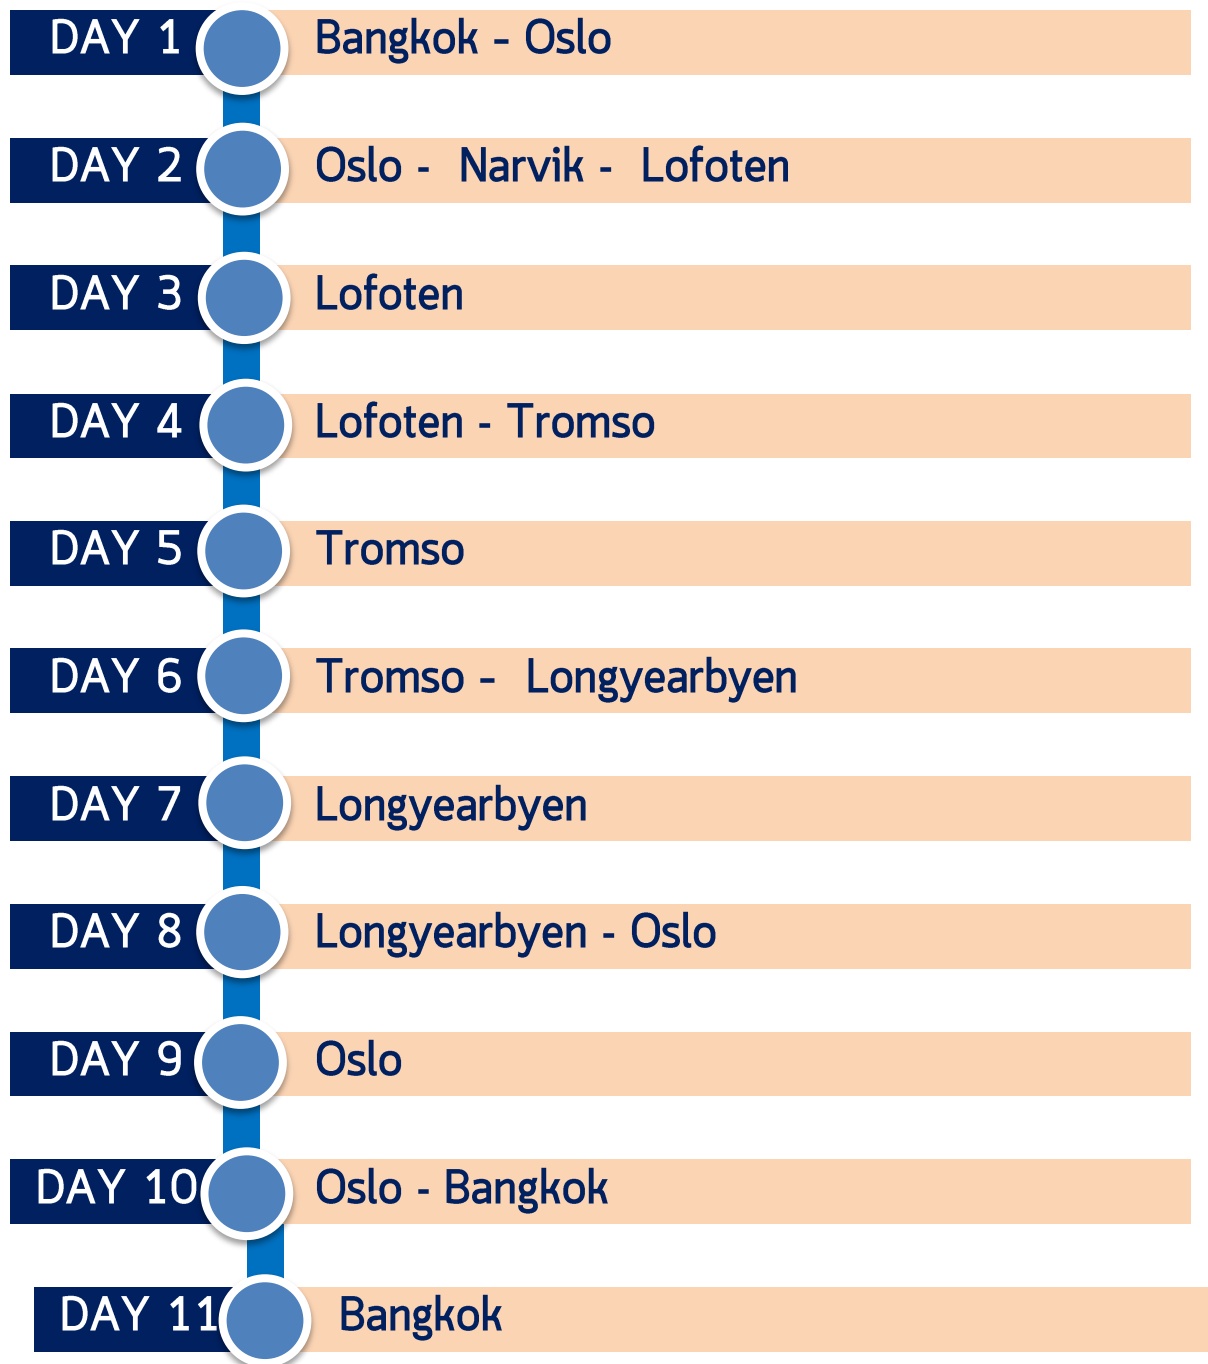 DAY 1 Bangkok - Oslo
DAY 2 Oslo - Narvik - Lofoten
DAY 3 Lofoten
DAY 4 Lofoten - Tromso
DAY 5 Tromso
DAY 6 Tromso - Longyearbyen
DAY 7 Longyearbyen
DAY 8 Longyearbyen - Oslo
DAY 9 Oslo
DAY 10 Oslo - Bangkok
DAY 11 Bangkok